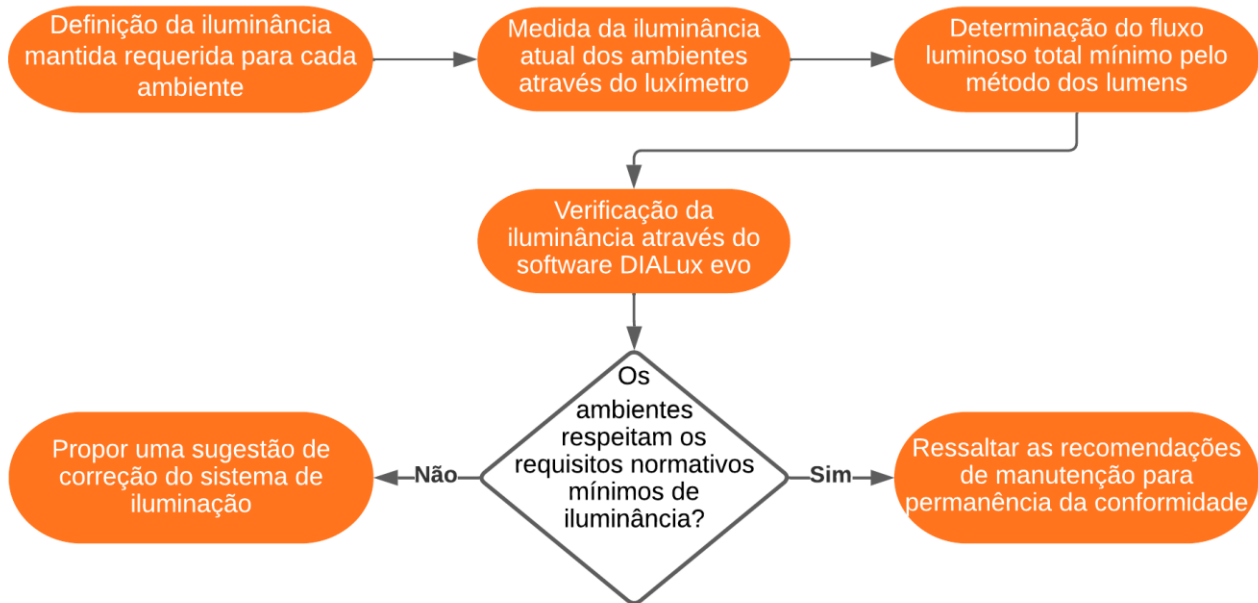 Definição da iluminância
mantida requerida para cada
ambiente
Medida da iluminância
atual dos ambientes
através do luxímetro
Determinação do fluxo
luminoso total mínimo pelo
método dos lumens
Verificação da
iluminância através do
software DIALux evo
Os
ambientes
respeitam os
requisitos normativos
mínimos de
iluminância?
Não
Sim
Propor uma sugestão de
correção do sistema de
iluminação
Ressaltar as recomendações
de manutenção para
permanência da conformidade